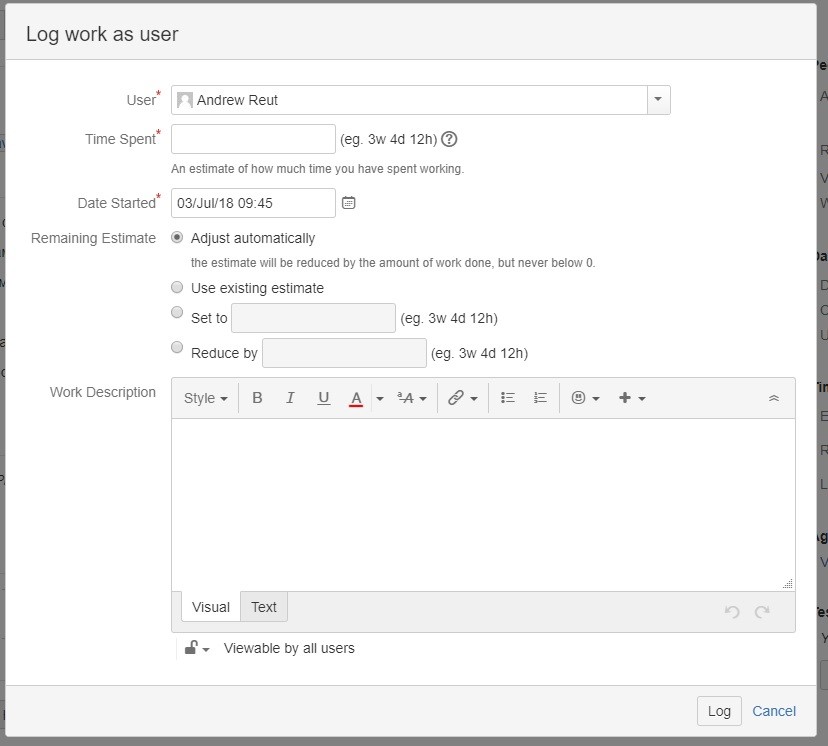 Log work as user
User* Andrew Reut
Time Spent* (eg. 3w 4d 12h)
An estimate of how much time you have spent working.
Date Started* 03/Jul/18 09:45
Remaining Estimate Adjust automatically
the estimate will be reduced by the amount of work done, but never below 0.
Use existing estimate
Set to (eg. 3w 4d 12h)
Reduce by (eg. 3w 4d 12h)
Work Description Style B I U A ªA
Visual Text
Viewable by all users
Log Cancel